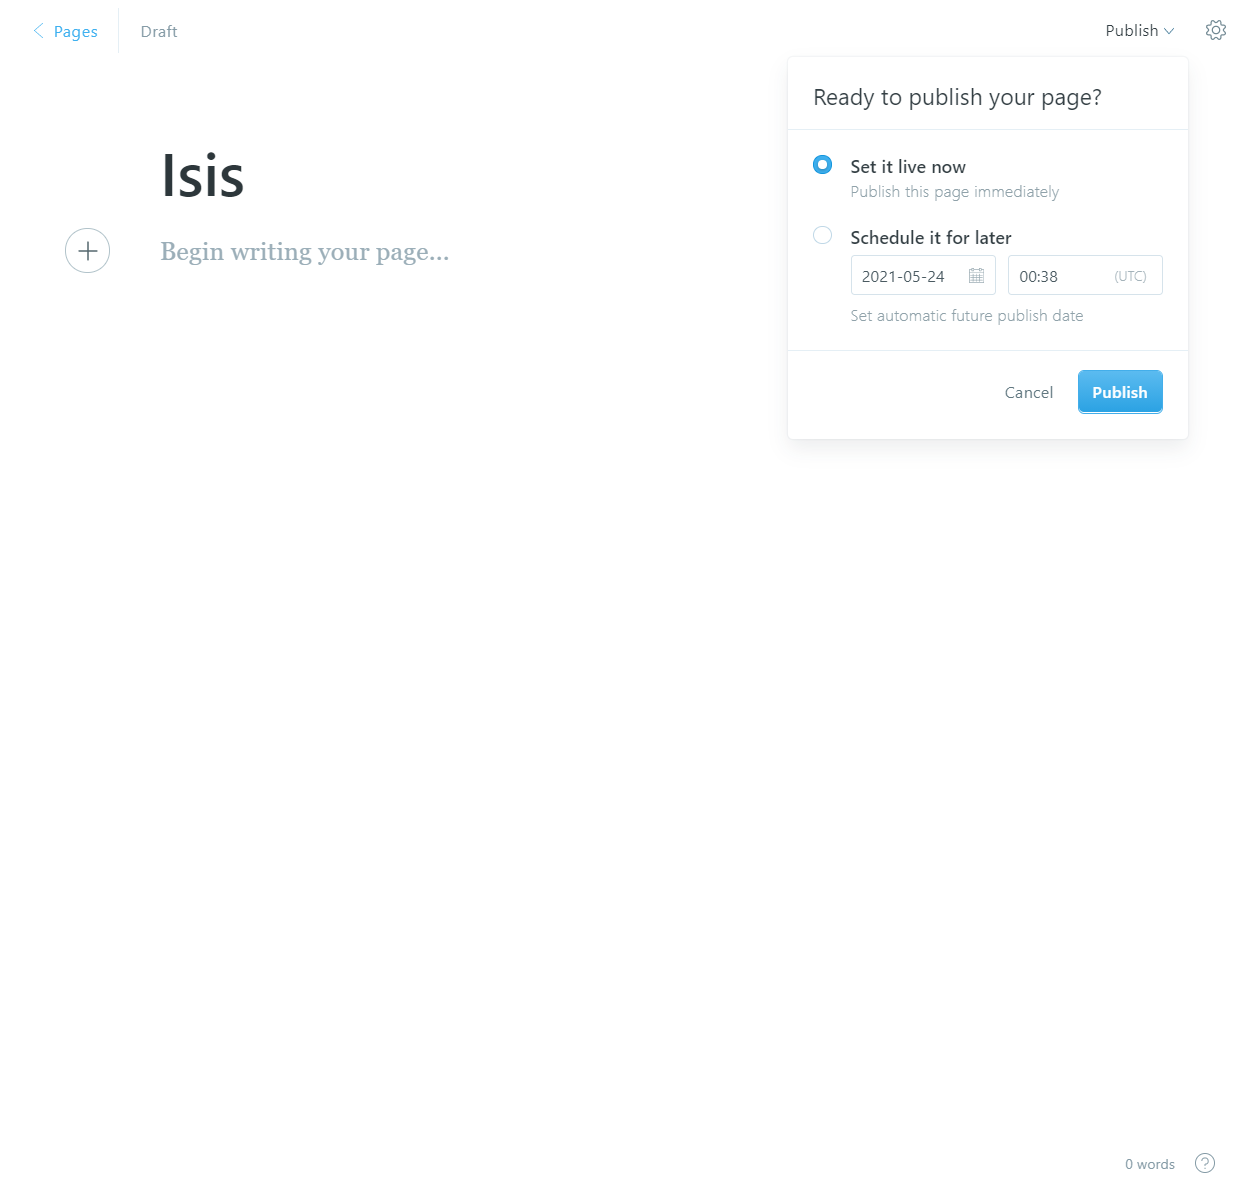 Pages
Draft
Publish
Ready to publish your page?
Isis
Set it live now
Publish this page immediately
Begin writing your page...
Schedule it for later
2021-05-24
00:38 (UTC)
Set automatic future publish date
Cancel
Publish
0 words
?